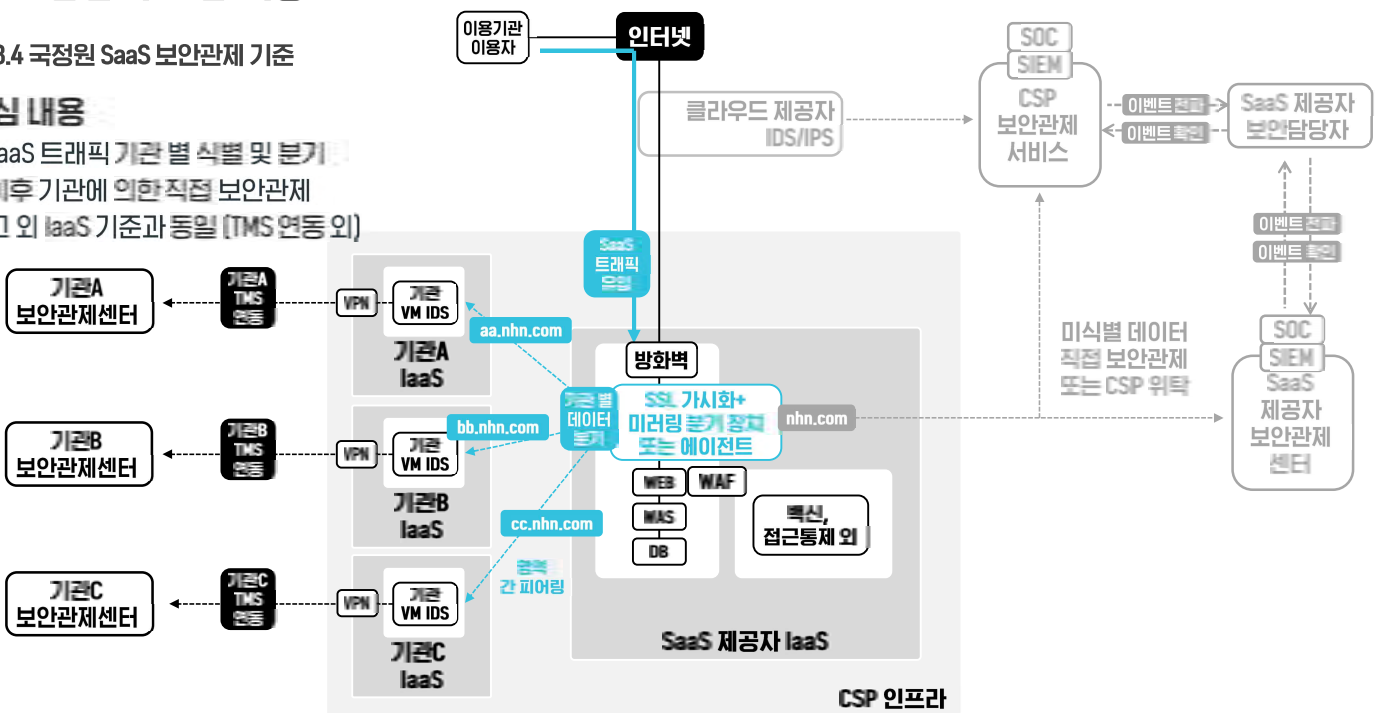 3.4 국정원 SaaS 보안관제 기준
심 내용
aaS 트래픽 기관 별 식별 및 분기
이후 기관에 의한 직접 보안관제
그 외 IaaS 기준과 동일 (TMS 연동 외)
이용기관
이용자
인터넷
클라우드 제공자
IDS/IPS
SOC
SIEM
CSP
보안관제
서비스
이벤트 전파
이벤트 확인
SaaS 제공자
보안담당자
이벤트 전파
이벤트 확인
SaaS
트래픽
유입
기관A
보안관제센터
기관A
TMS
연동
VPN
기관
VM IDS
기관A
IaaS
aa.nhn.com
방화벽
미식별 데이터
직접 보안관제
또는 CSP 위탁
SOC
SIEM
SaaS
제공자
보안관제
센터
기관 별
데이터
분기
SSL 가시화+
미러링 분기 장치
또는 에이전트
nhn.com
기관B
보안관제센터
기관B
TMS
연동
VPN
기관
VM IDS
기관B
IaaS
bb.nhn.com
WEB
WAF
WAS
DB
백신,
접근통제 외
cc.nhn.com
영역
간 피어링
기관C
보안관제센터
기관C
TMS
연동
VPN
기관
VM IDS
기관C
IaaS
SaaS 제공자 IaaS
CSP 인프라